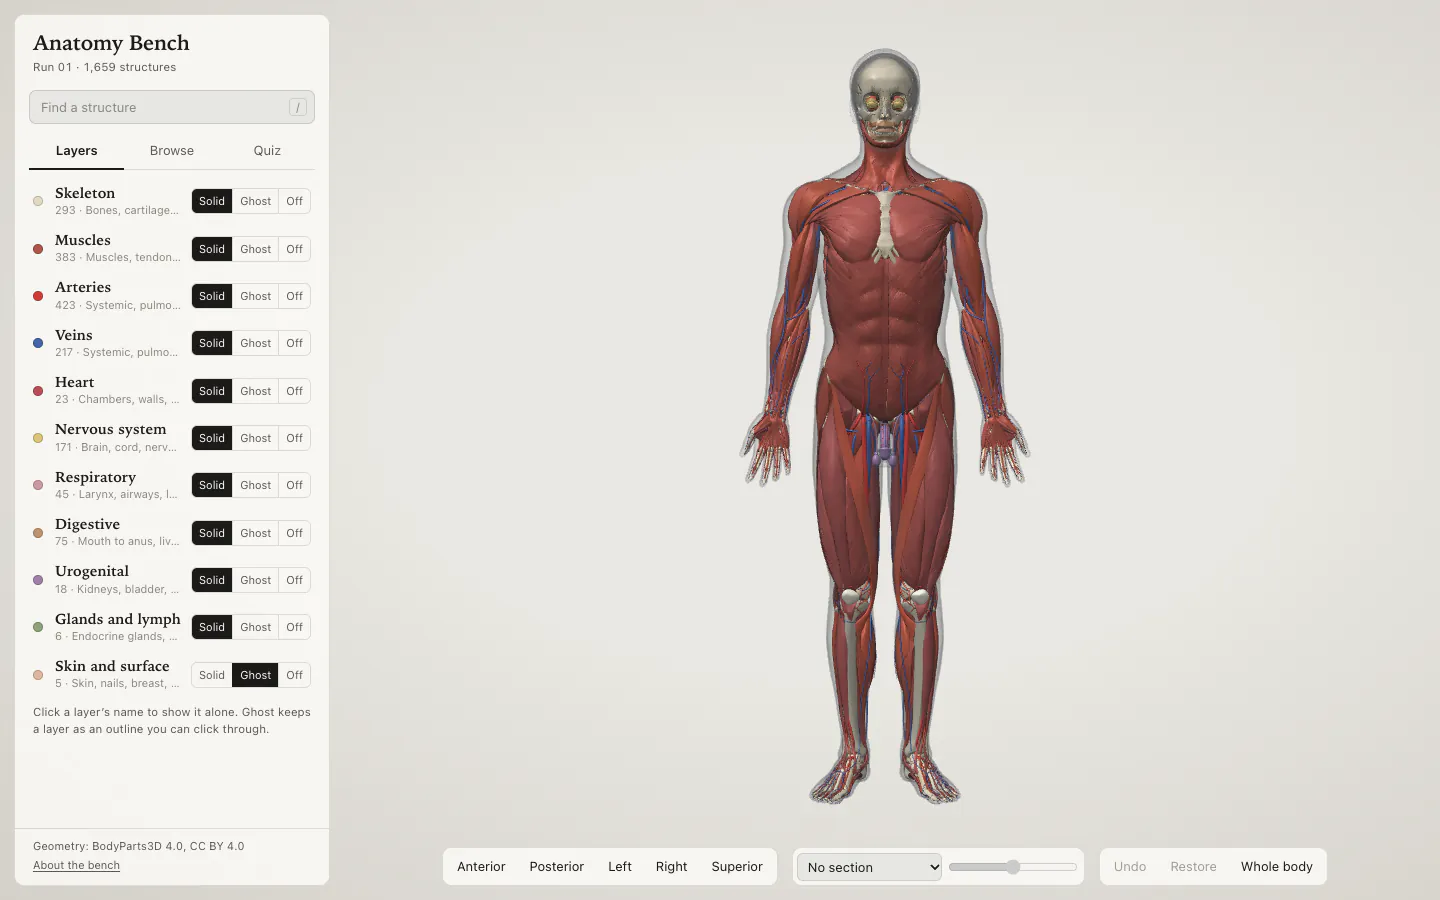 Anatomy Bench
Run 01 · 1,659 structures
Find a structure /
Layers Browse Quiz
Skeleton
293 · Bones, cartilage...
Solid Ghost Off
Muscles
383 · Muscles, tendon...
Solid Ghost Off
Arteries
423 · Systemic, pulmo...
Solid Ghost Off
Veins
217 · Systemic, pulmo...
Solid Ghost Off
Heart
23 · Chambers, walls, ...
Solid Ghost Off
Nervous system
171 · Brain, cord, nerv...
Solid Ghost Off
Respiratory
45 · Larynx, airways, l...
Solid Ghost Off
Digestive
75 · Mouth to anus, liv...
Solid Ghost Off
Urogenital
18 · Kidneys, bladder, ...
Solid Ghost Off
Glands and lymph
6 · Endocrine glands, ...
Solid Ghost Off
Skin and surface
5 · Skin, nails, breast, ...
Solid Ghost Off
Click a layer's name to show it alone. Ghost keeps
a layer as an outline you can click through.
Geometry: BodyParts3D 4.0, CC BY 4.0
About the bench
Anterior Posterior Left Right Superior
No section
Undo Restore Whole body